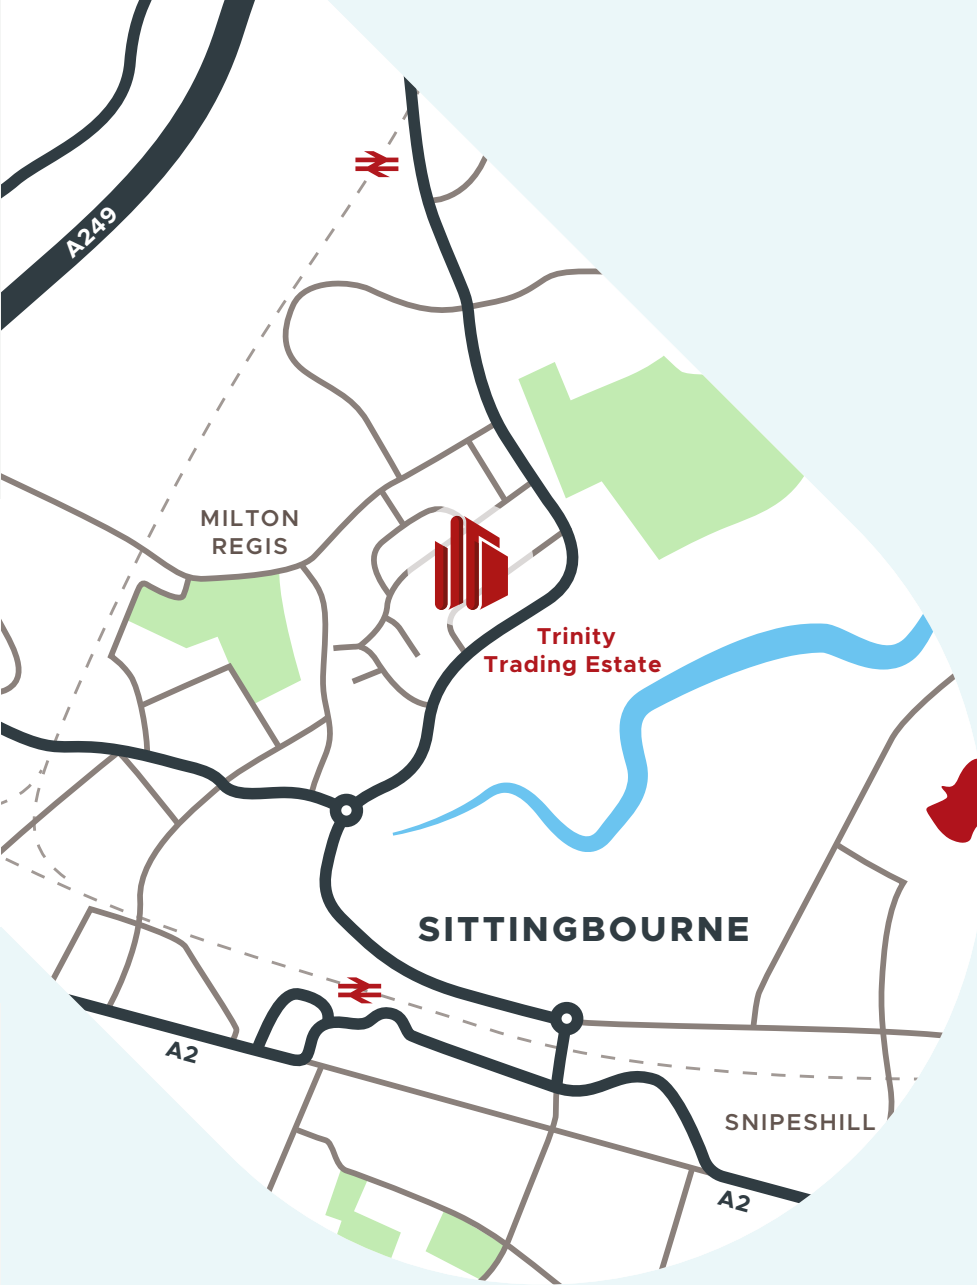 A249
MILTON
REGIS
Trinity
Trading Estate
SITTINGBOURNE
A2
SNIPESHILL
A2